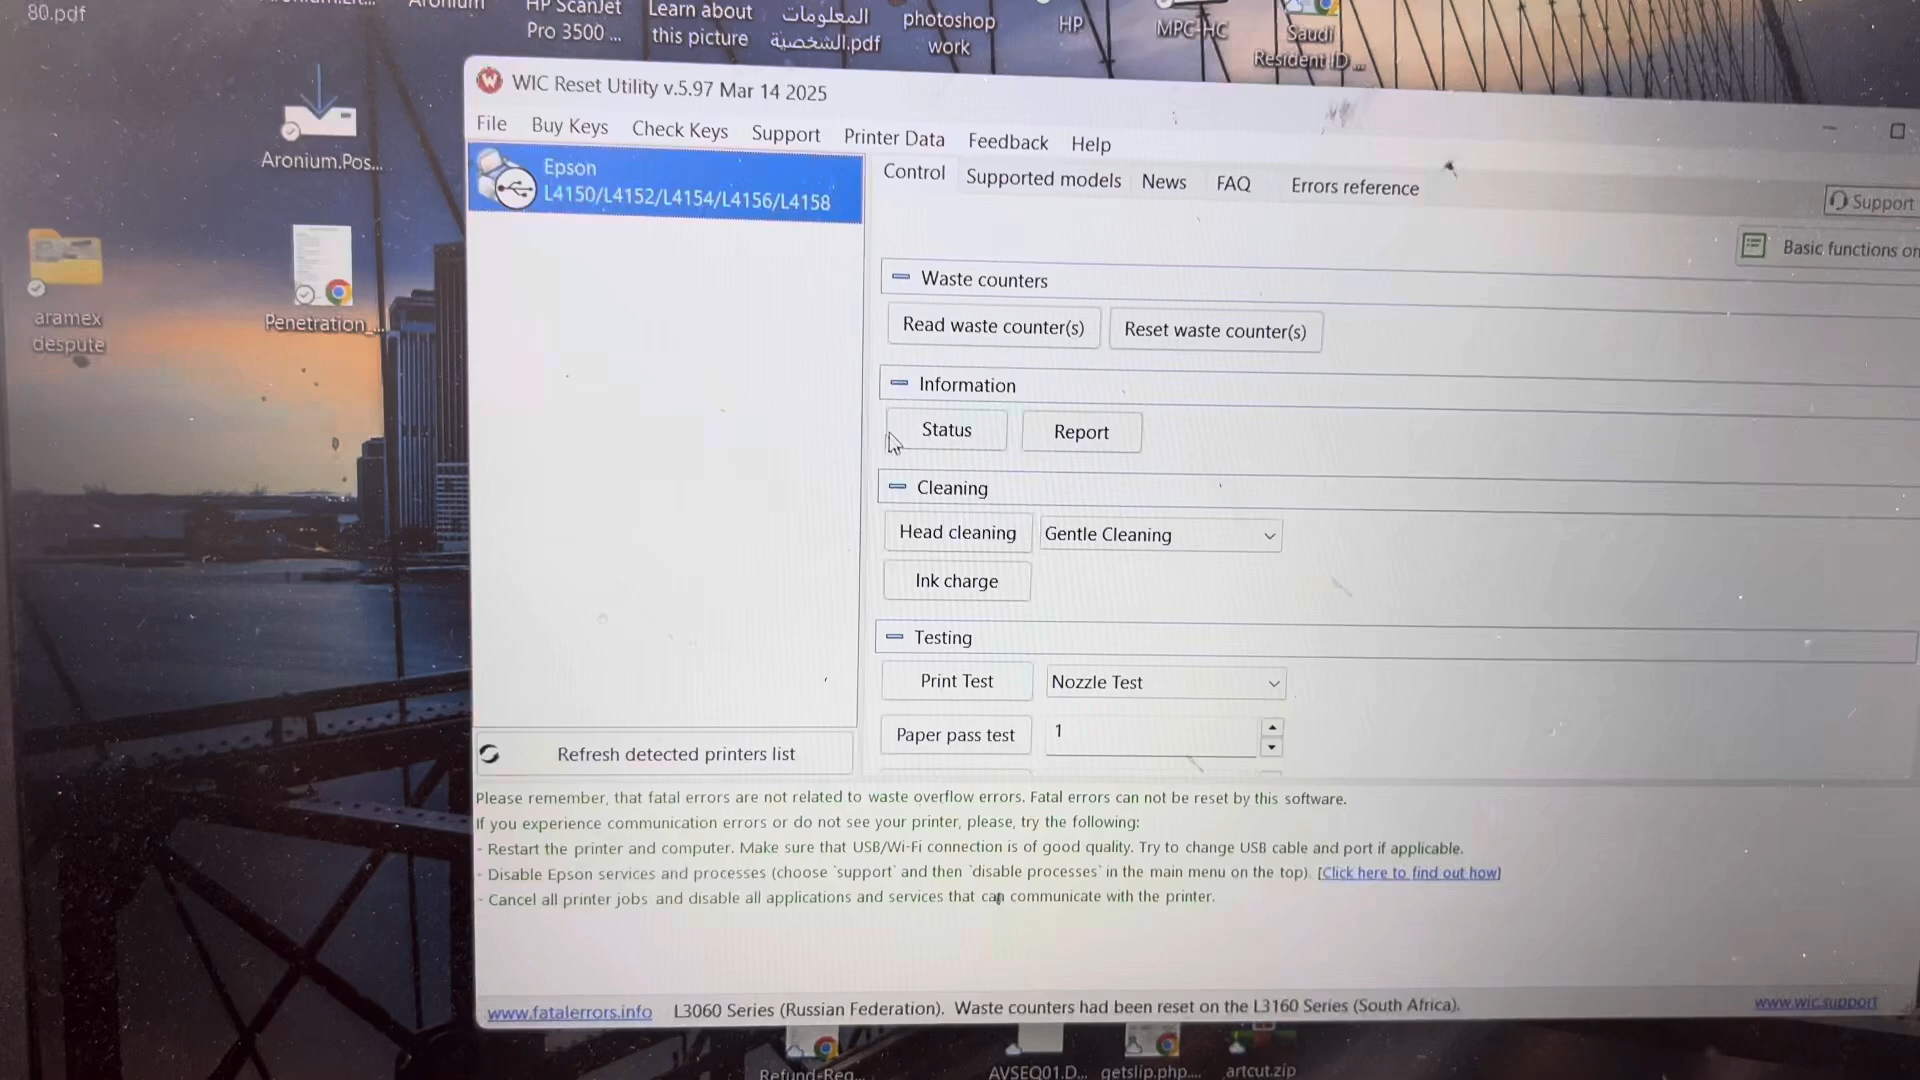 80.pdf
HP ScanJet
Pro 3500 ...
Learn about
this picture
المعلومات
الشخصية.pdf
photoshop
work
HP
MPC-HC
Saudi
Resident ID ...
Aronium.Pos...
aramex
despute
Penetration_...
WIC Reset Utility v.5.97 Mar 14 2025
File
Buy Keys
Check Keys
Support
Printer Data
Feedback
Help
Epson
L4150/L4152/L4154/L4156/L4158
Control
Supported models
News
FAQ
Errors reference
Support
Basic functions on
Waste counters
Read waste counter(s)
Reset waste counter(s)
Information
Status
Report
Cleaning
Head cleaning
Gentle Cleaning
Ink charge
Testing
Print Test
Nozzle Test
Paper pass test
1
Refresh detected printers list
Please remember, that fatal errors are not related to waste overflow errors. Fatal errors can not be reset by this software.
If you experience communication errors or do not see your printer, please, try the following:
- Restart the printer and computer. Make sure that USB/Wi-Fi connection is of good quality. Try to change USB cable and port if applicable.
- Disable Epson services and processes (choose `support` and then `disable processes` in the main menu on the top). [Click here to find out how]
- Cancel all printer jobs and disable all applications and services that can communicate with the printer.
www.fatalerrors.info
L3060 Series (Russian Federation).  Waste counters had been reset on the L3160 Series (South Africa).
www.wic.support
Refund-Req...
AVSEQ01.D...
getslip.php....
artcut.zip